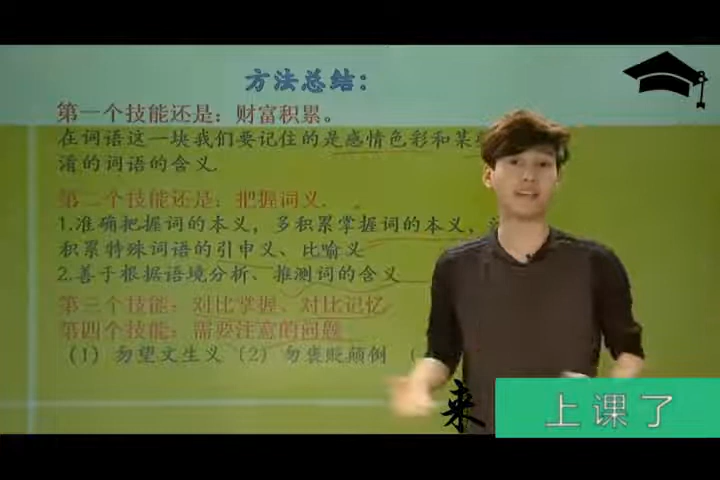 方法总结：
第一个技能还是：财富积累。
在词语这一块我们要记住的是感情色彩和某
淆的词语的含义.
第二个技能还是：把握词义.
1.准确把握词的本义，多积累掌握词的本义，
积累特殊词语的引申义、比喻义
2.善于根据语境分析、推测词的含义
第三个技能：对比掌握、对比记忆
第四个技能：需要注意的问题
（1）勿望文生义（2）勿褒贬颠倒（
来
上课了